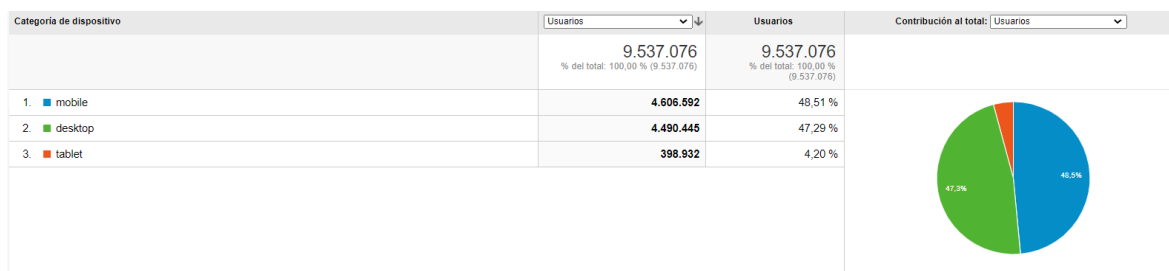 Categoría de dispositivo Usuarios Usuarios Contribución al total: Usuarios
9.537.076 9.537.076
% del total: 100,00 % (9.537.076) % del total: 100,00 %
(9.537.076)
1. mobile 4.606.592 48,51 %
2. desktop 4.490.445 47,29 %
3. tablet 398.932 4,20 %
48,5%
47,3%